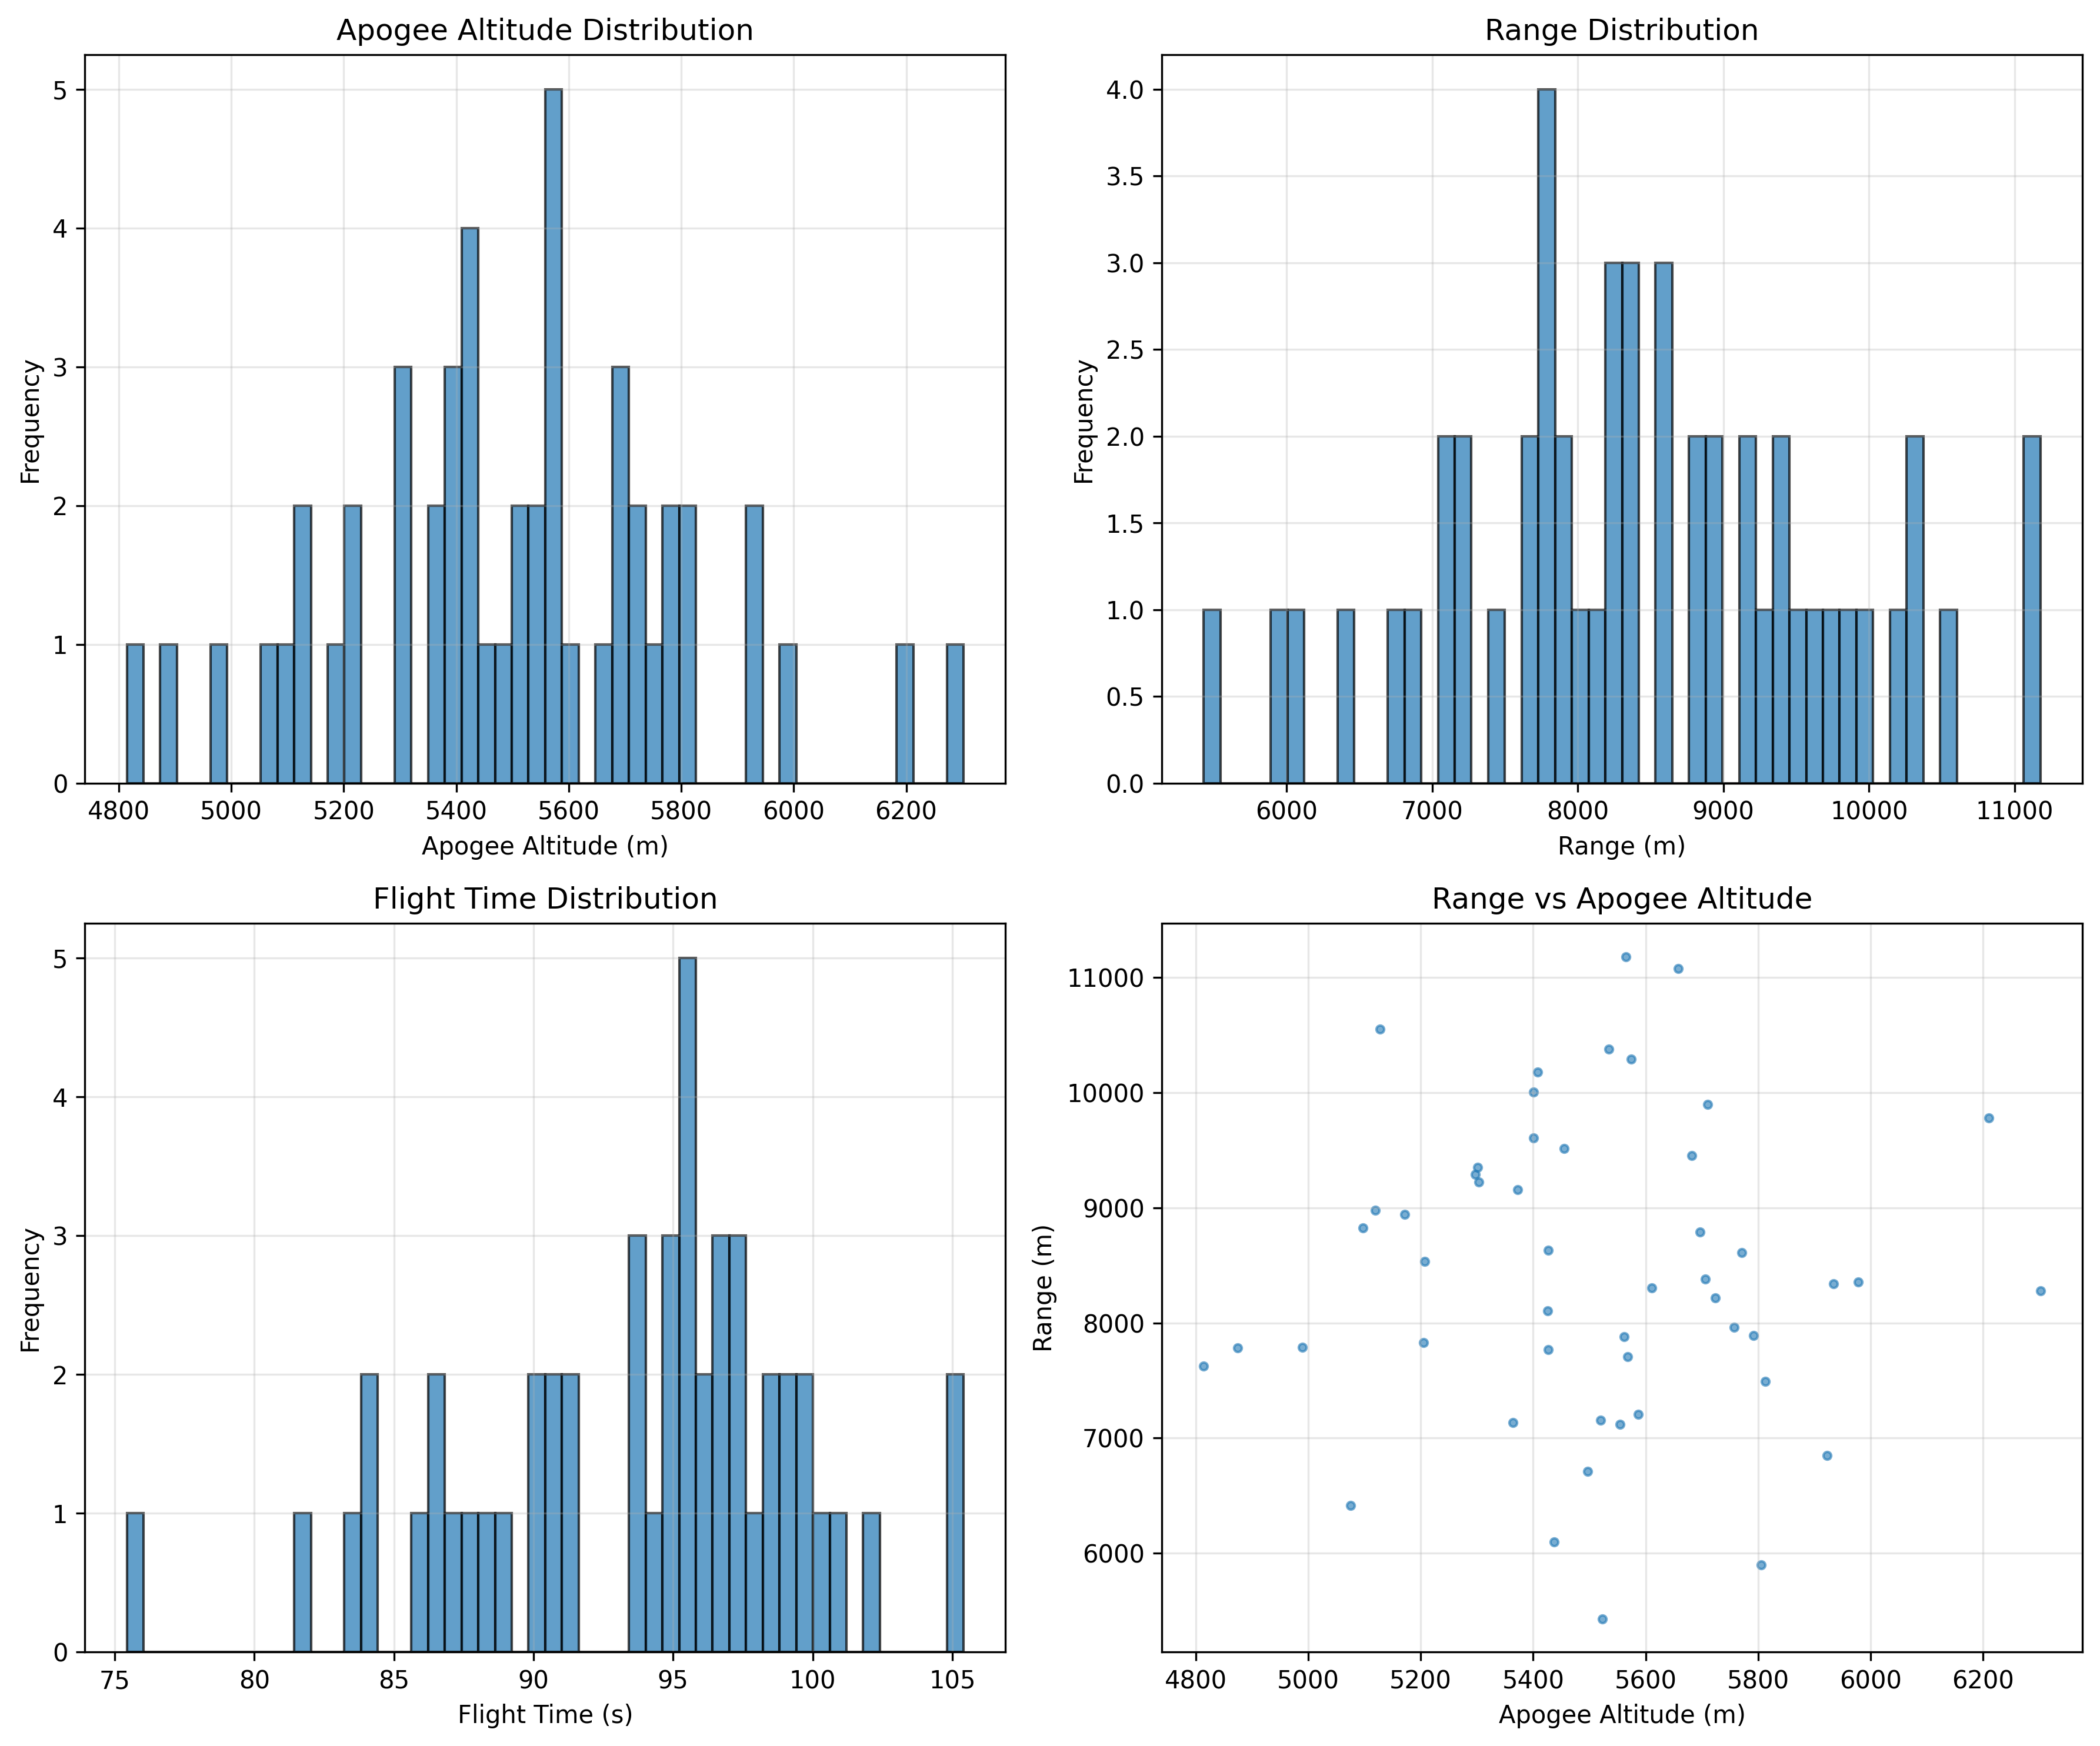 Apogee Altitude Distribution
Frequency
5
4
3
2
1
0
4800 5000 5200 5400 5600 5800 6000 6200
Apogee Altitude (m)
Range Distribution
Frequency
4.0
3.5
3.0
2.5
2.0
1.5
1.0
0.5
0.0
6000 7000 8000 9000 10000 11000
Range (m)
Flight Time Distribution
Frequency
5
4
3
2
1
0
75 80 85 90 95 100 105
Flight Time (s)
Range vs Apogee Altitude
Range (m)
11000
10000
9000
8000
7000
6000
4800 5000 5200 5400 5600 5800 6000 6200
Apogee Altitude (m)